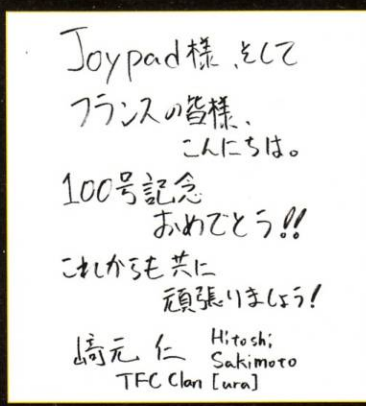 Joypad様、そして
フランスの皆様、
こんにちは。
100号記念
おめでとう!!
これからも共に
頑張りましょう!
崎元 仁 Hitoshi
Sakimoto
TFC Clan [ura]